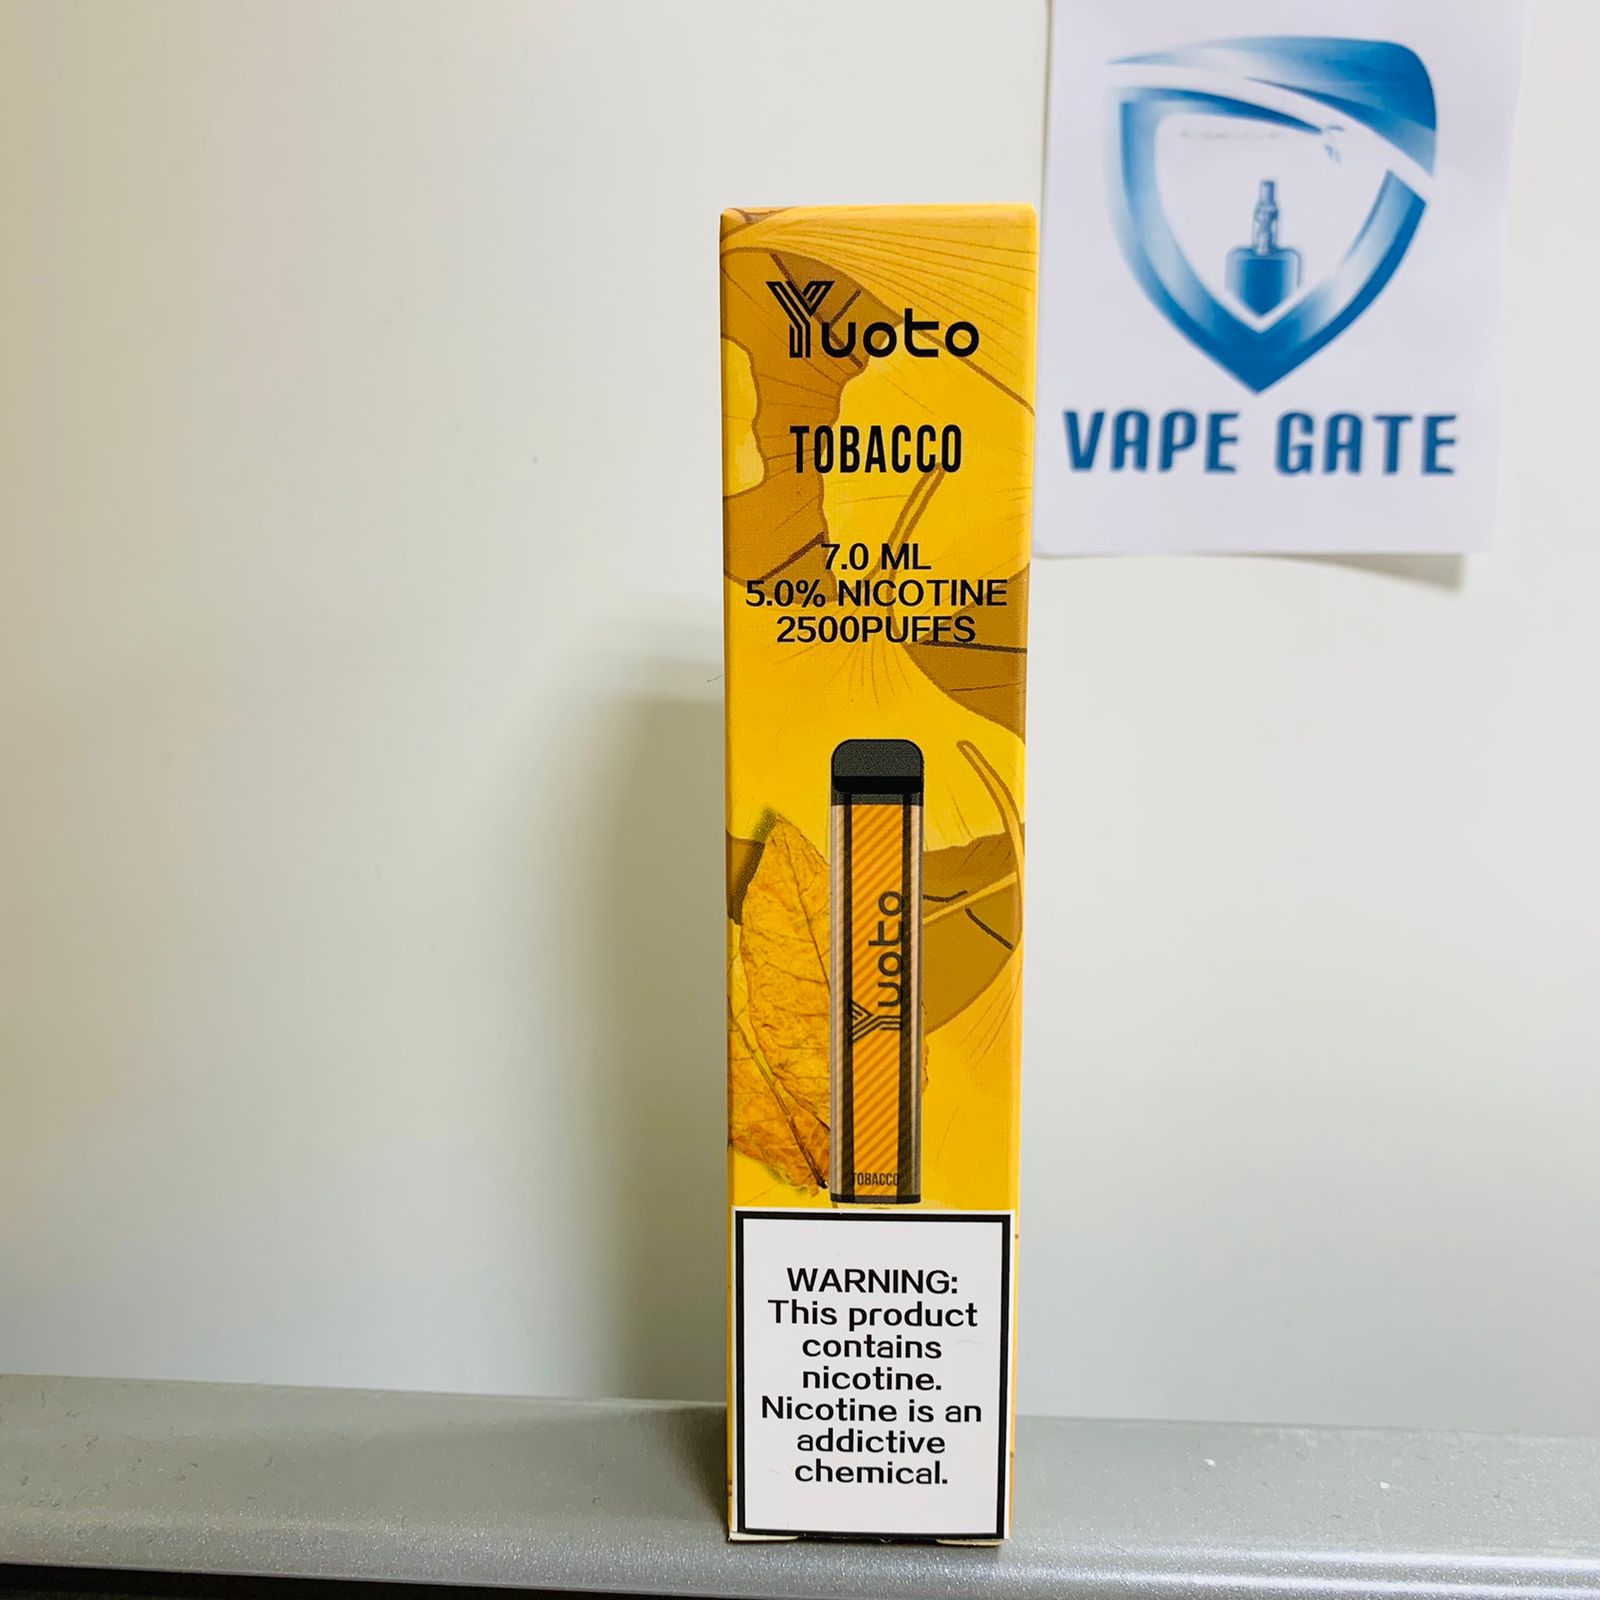 Yuoto
TOBACCO
7.0 ML
5.0% NICOTINE
2500PUFFS
Yuoto
TOBACCO
WARNING:
This product
contains
nicotine.
Nicotine is an
addictive
chemical.
VAPE GATE